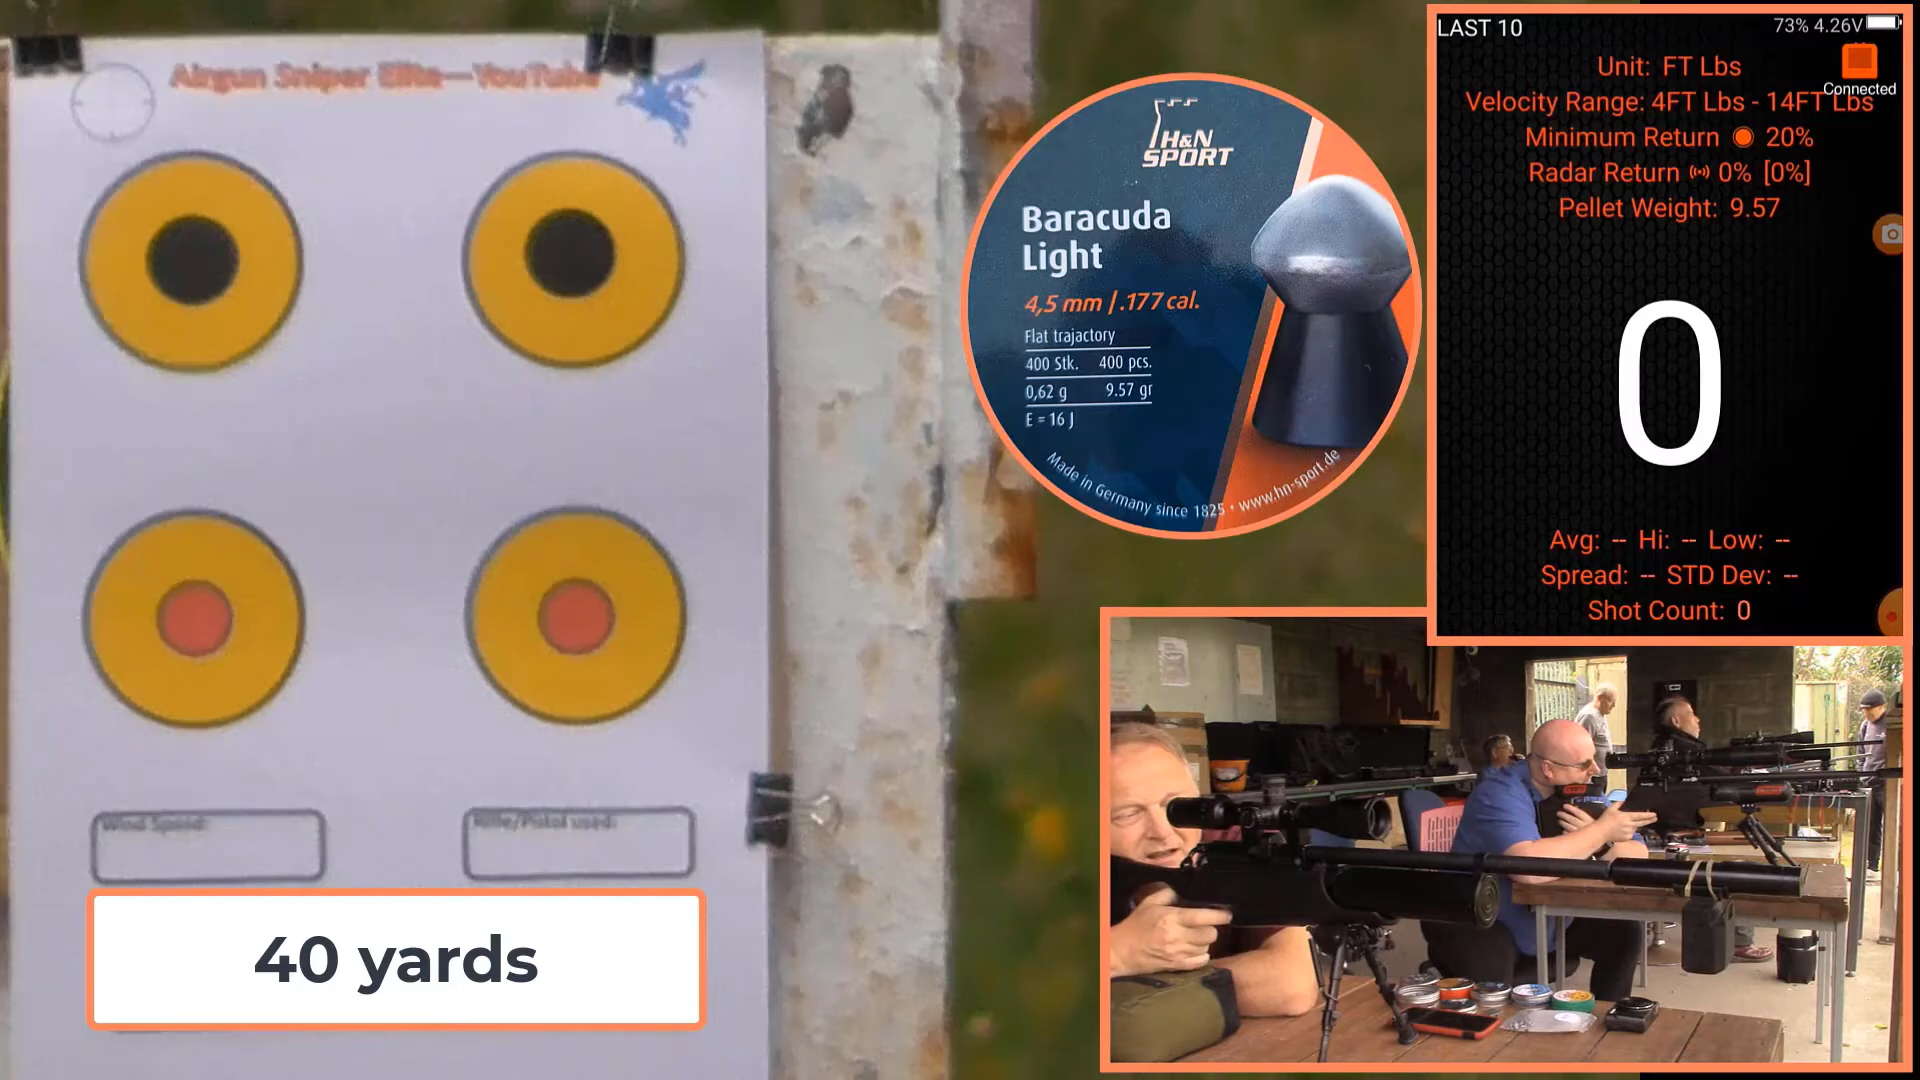 Airgun Sniper Elite—YouTube
Wind Speed:
Rifle/Pistol used:
40 yards
H&N
SPORT
Baracuda
Light
4,5 mm / .177 cal.
Flat trajactory
400 Stk. 400 pcs.
0,62 g 9.57 gr
E = 16 J
Made in Germany since 1825 • www.hn-sport.de
LAST 10
73% 4.26V
Connected
Unit: FT Lbs
Velocity Range: 4FT Lbs - 14FT Lbs
Minimum Return 20%
Radar Return 0% [0%]
Pellet Weight: 9.57
0
Avg: -- Hi: -- Low: --
Spread: -- STD Dev: --
Shot Count: 0